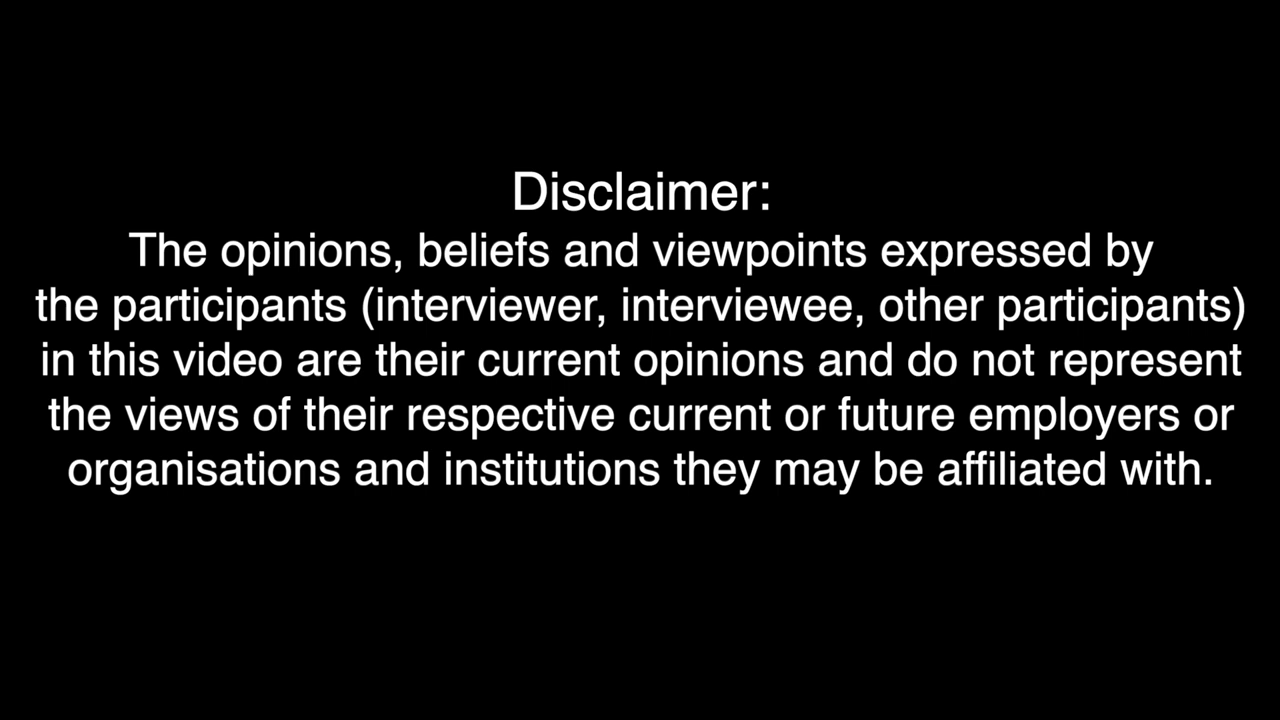 Disclaimer:
The opinions, beliefs and viewpoints expressed by
the participants (interviewer, interviewee, other participants)
in this video are their current opinions and do not represent
the views of their respective current or future employers or
organisations and institutions they may be affiliated with.